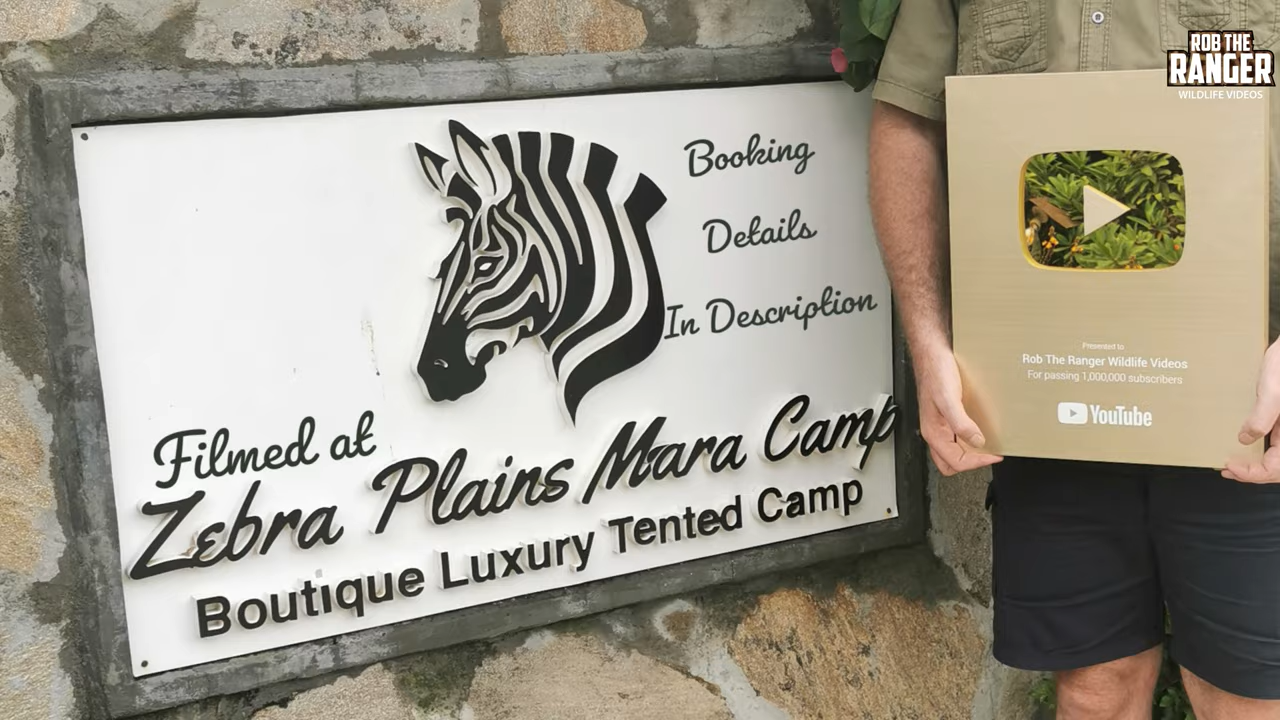 Booking
Details
In Description
Filmed at
Zebra Plains Mara Camp
Boutique Luxury Tented Camp
ROB THE
RANGER
WILDLIFE VIDEOS
Presented to
Rob The Ranger Wildlife Videos
For passing 1,000,000 subscribers
YouTube